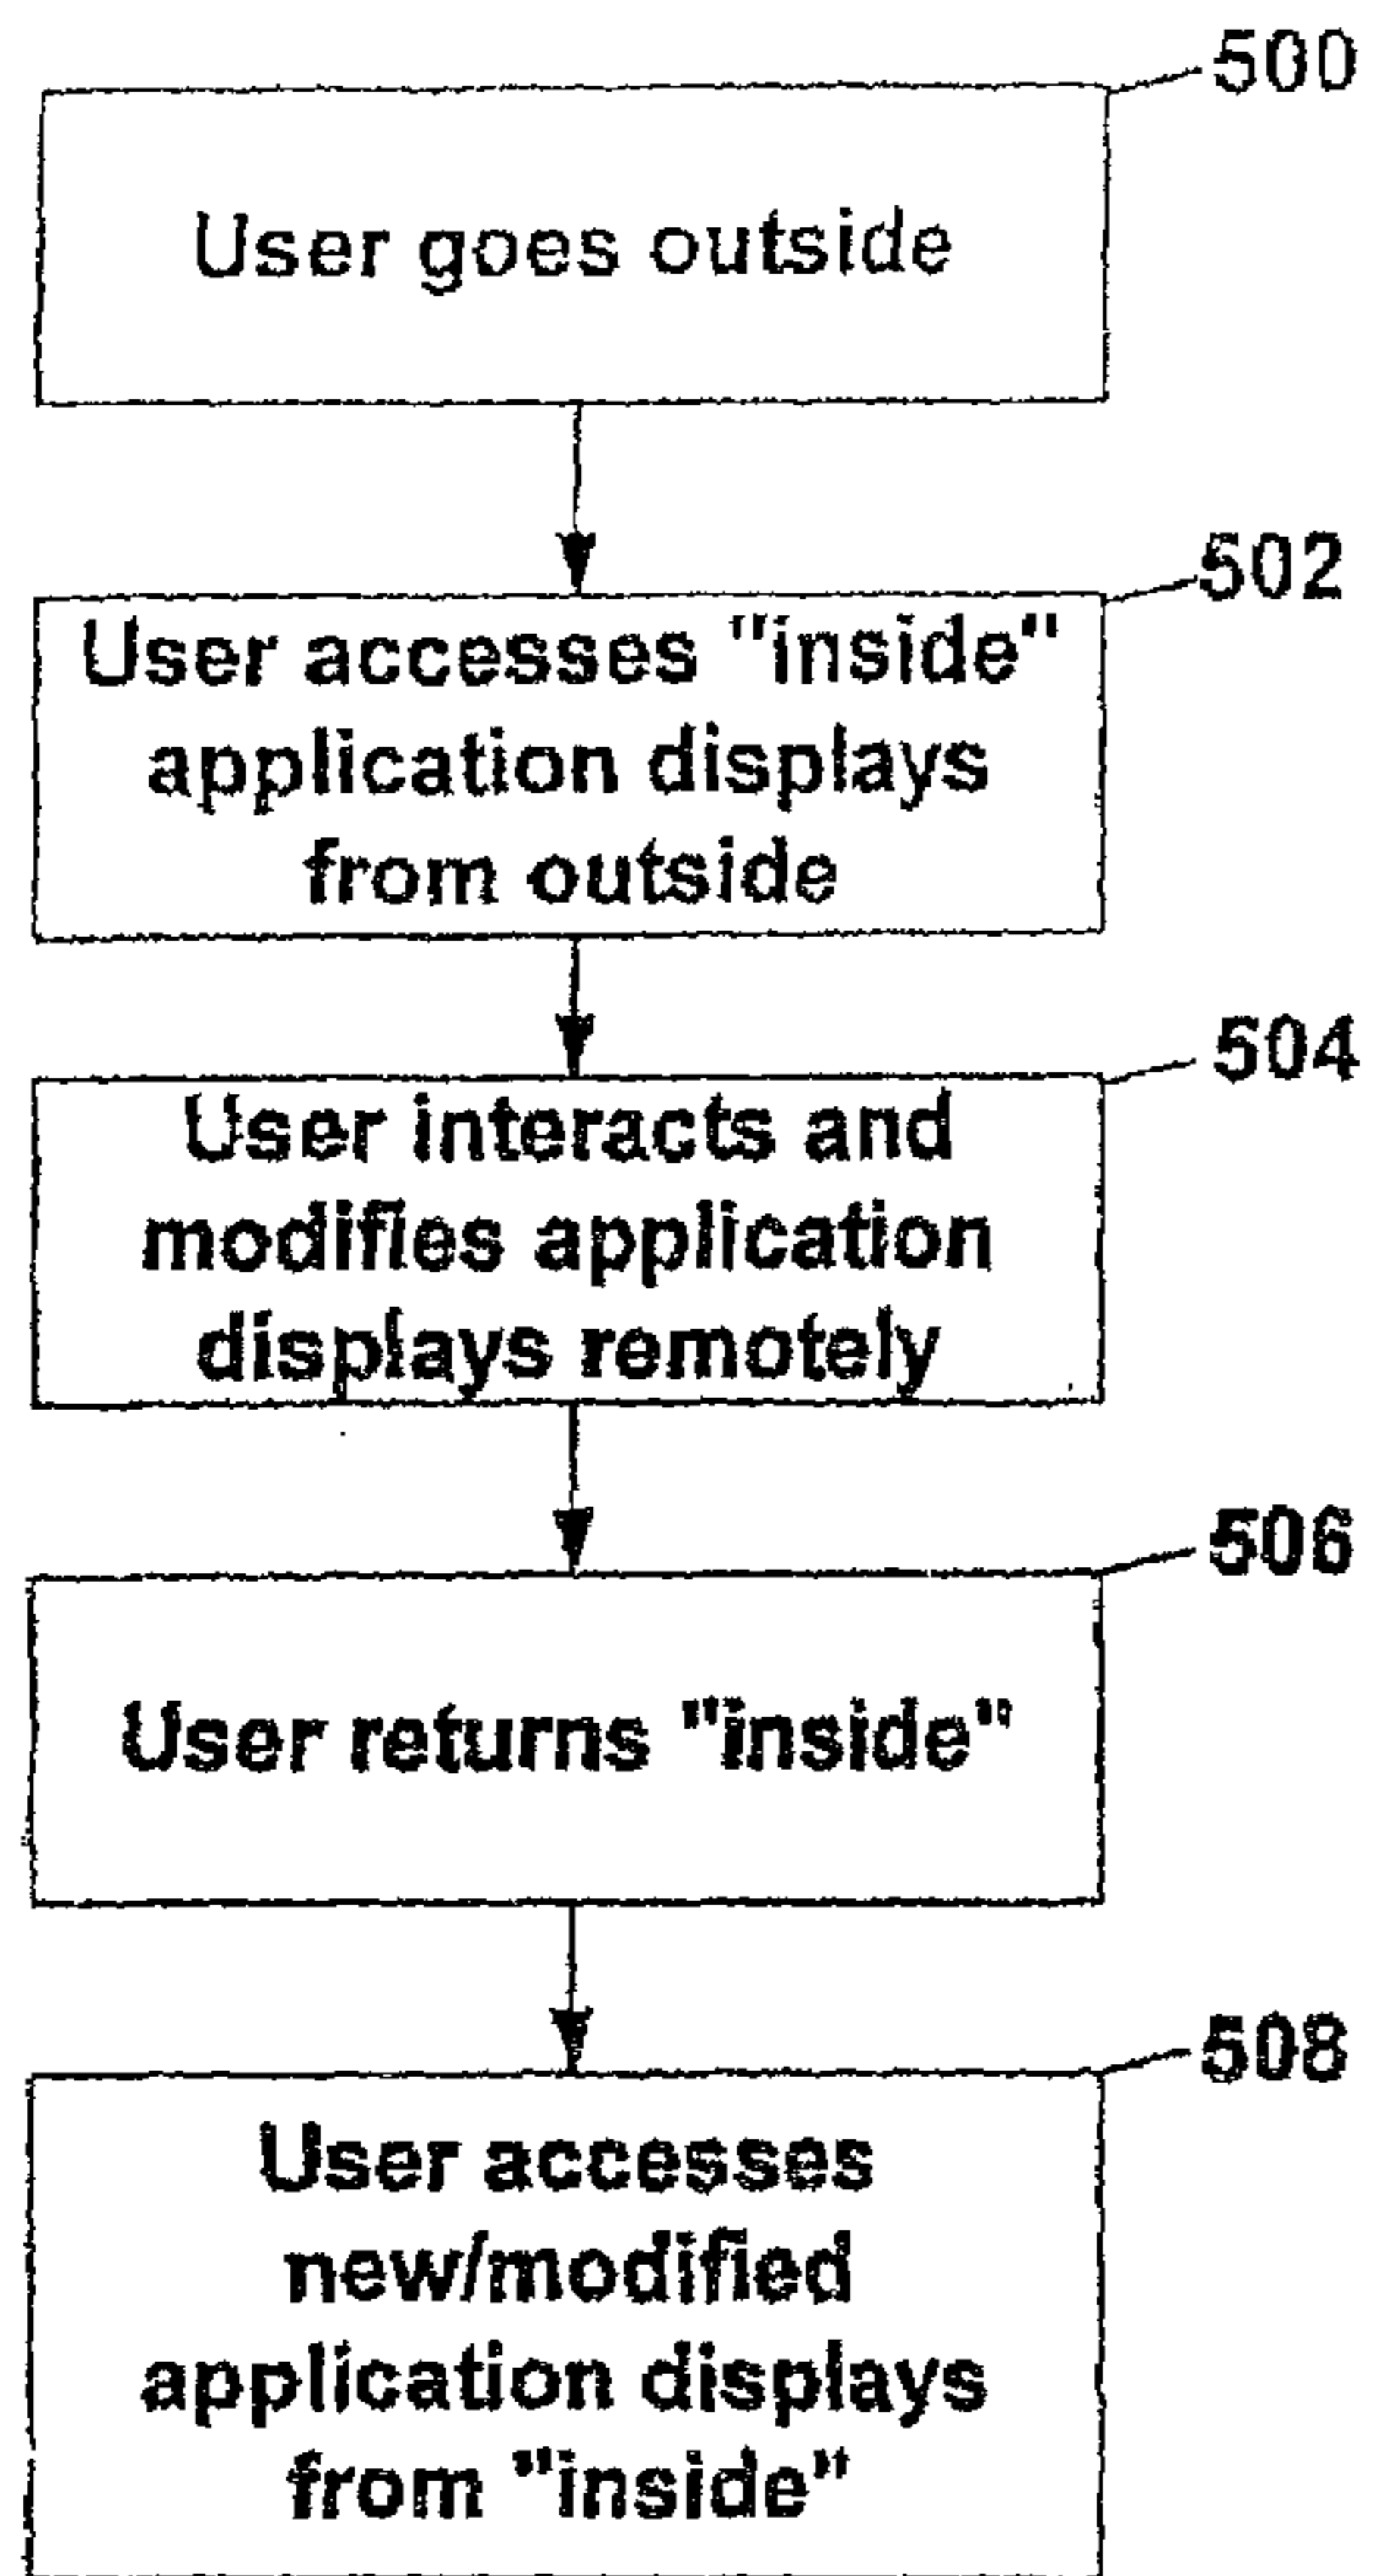 500
User goes outside
502
User accesses "inside"
application displays
from outside
504
User interacts and
modifies application
displays remotely
506
User returns "inside"
508
User accesses
new/modified
application displays
from "inside"